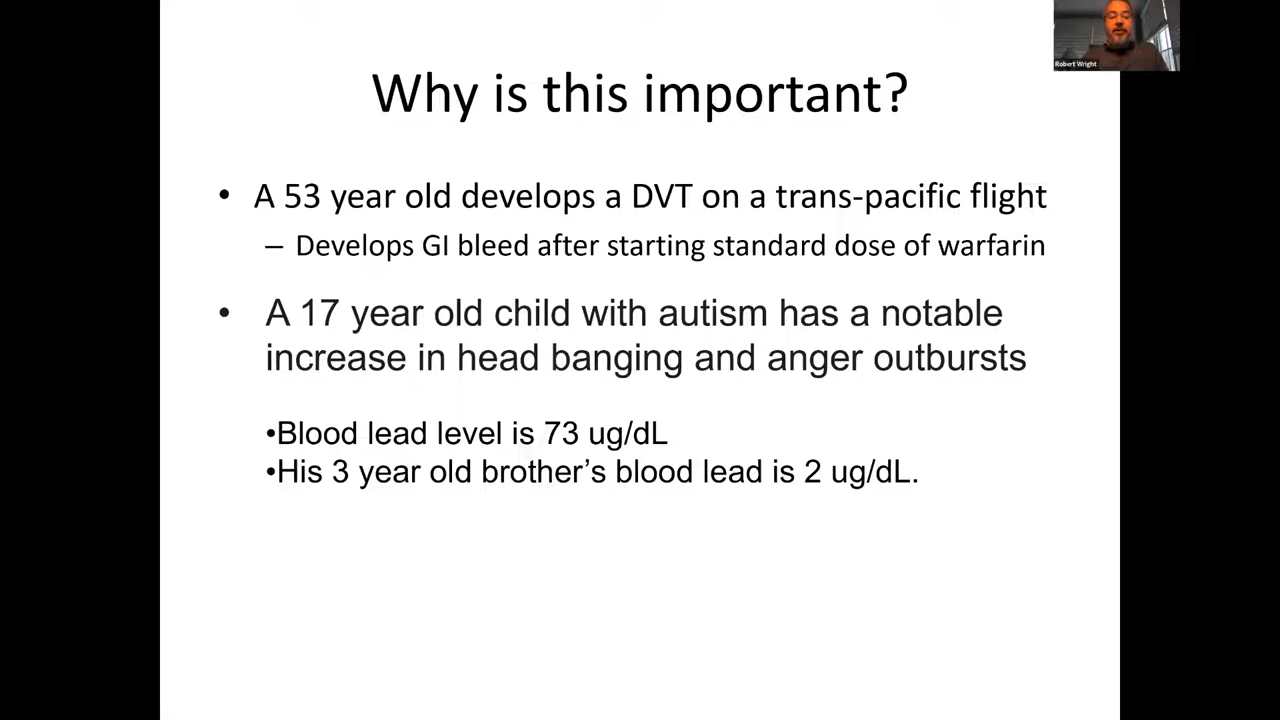 Robert Wright
Why is this important?
• A 53 year old develops a DVT on a trans-pacific flight
– Develops GI bleed after starting standard dose of warfarin
• A 17 year old child with autism has a notable
increase in head banging and anger outbursts
•Blood lead level is 73 ug/dL
•His 3 year old brother’s blood lead is 2 ug/dL.